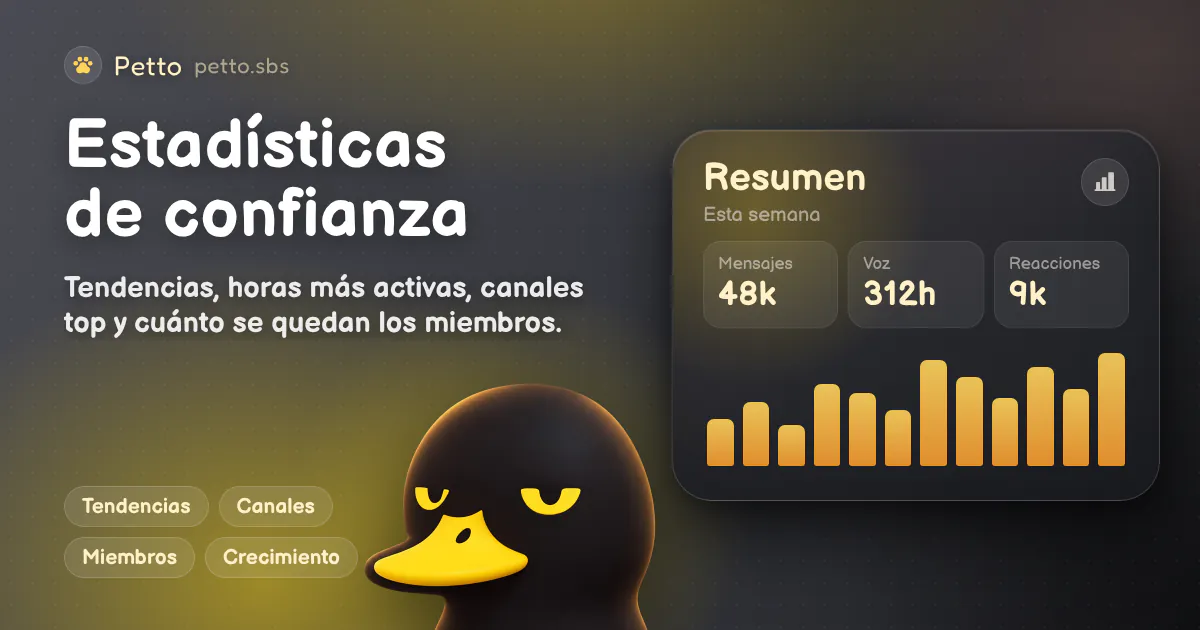 Petto petto.sbs
Estadísticas
de confianza
Tendencias, horas más activas, canales
top y cuánto se quedan los miembros.
Tendencias
Canales
Miembros
Crecimiento
Resumen
Esta semana
Mensajes
48k
Voz
312h
Reacciones
9k